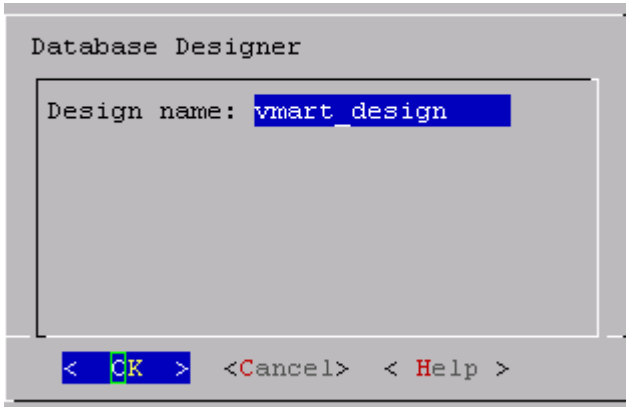 Database Designer
Design name: vmart_design
<  OK  > <Cancel> < Help >